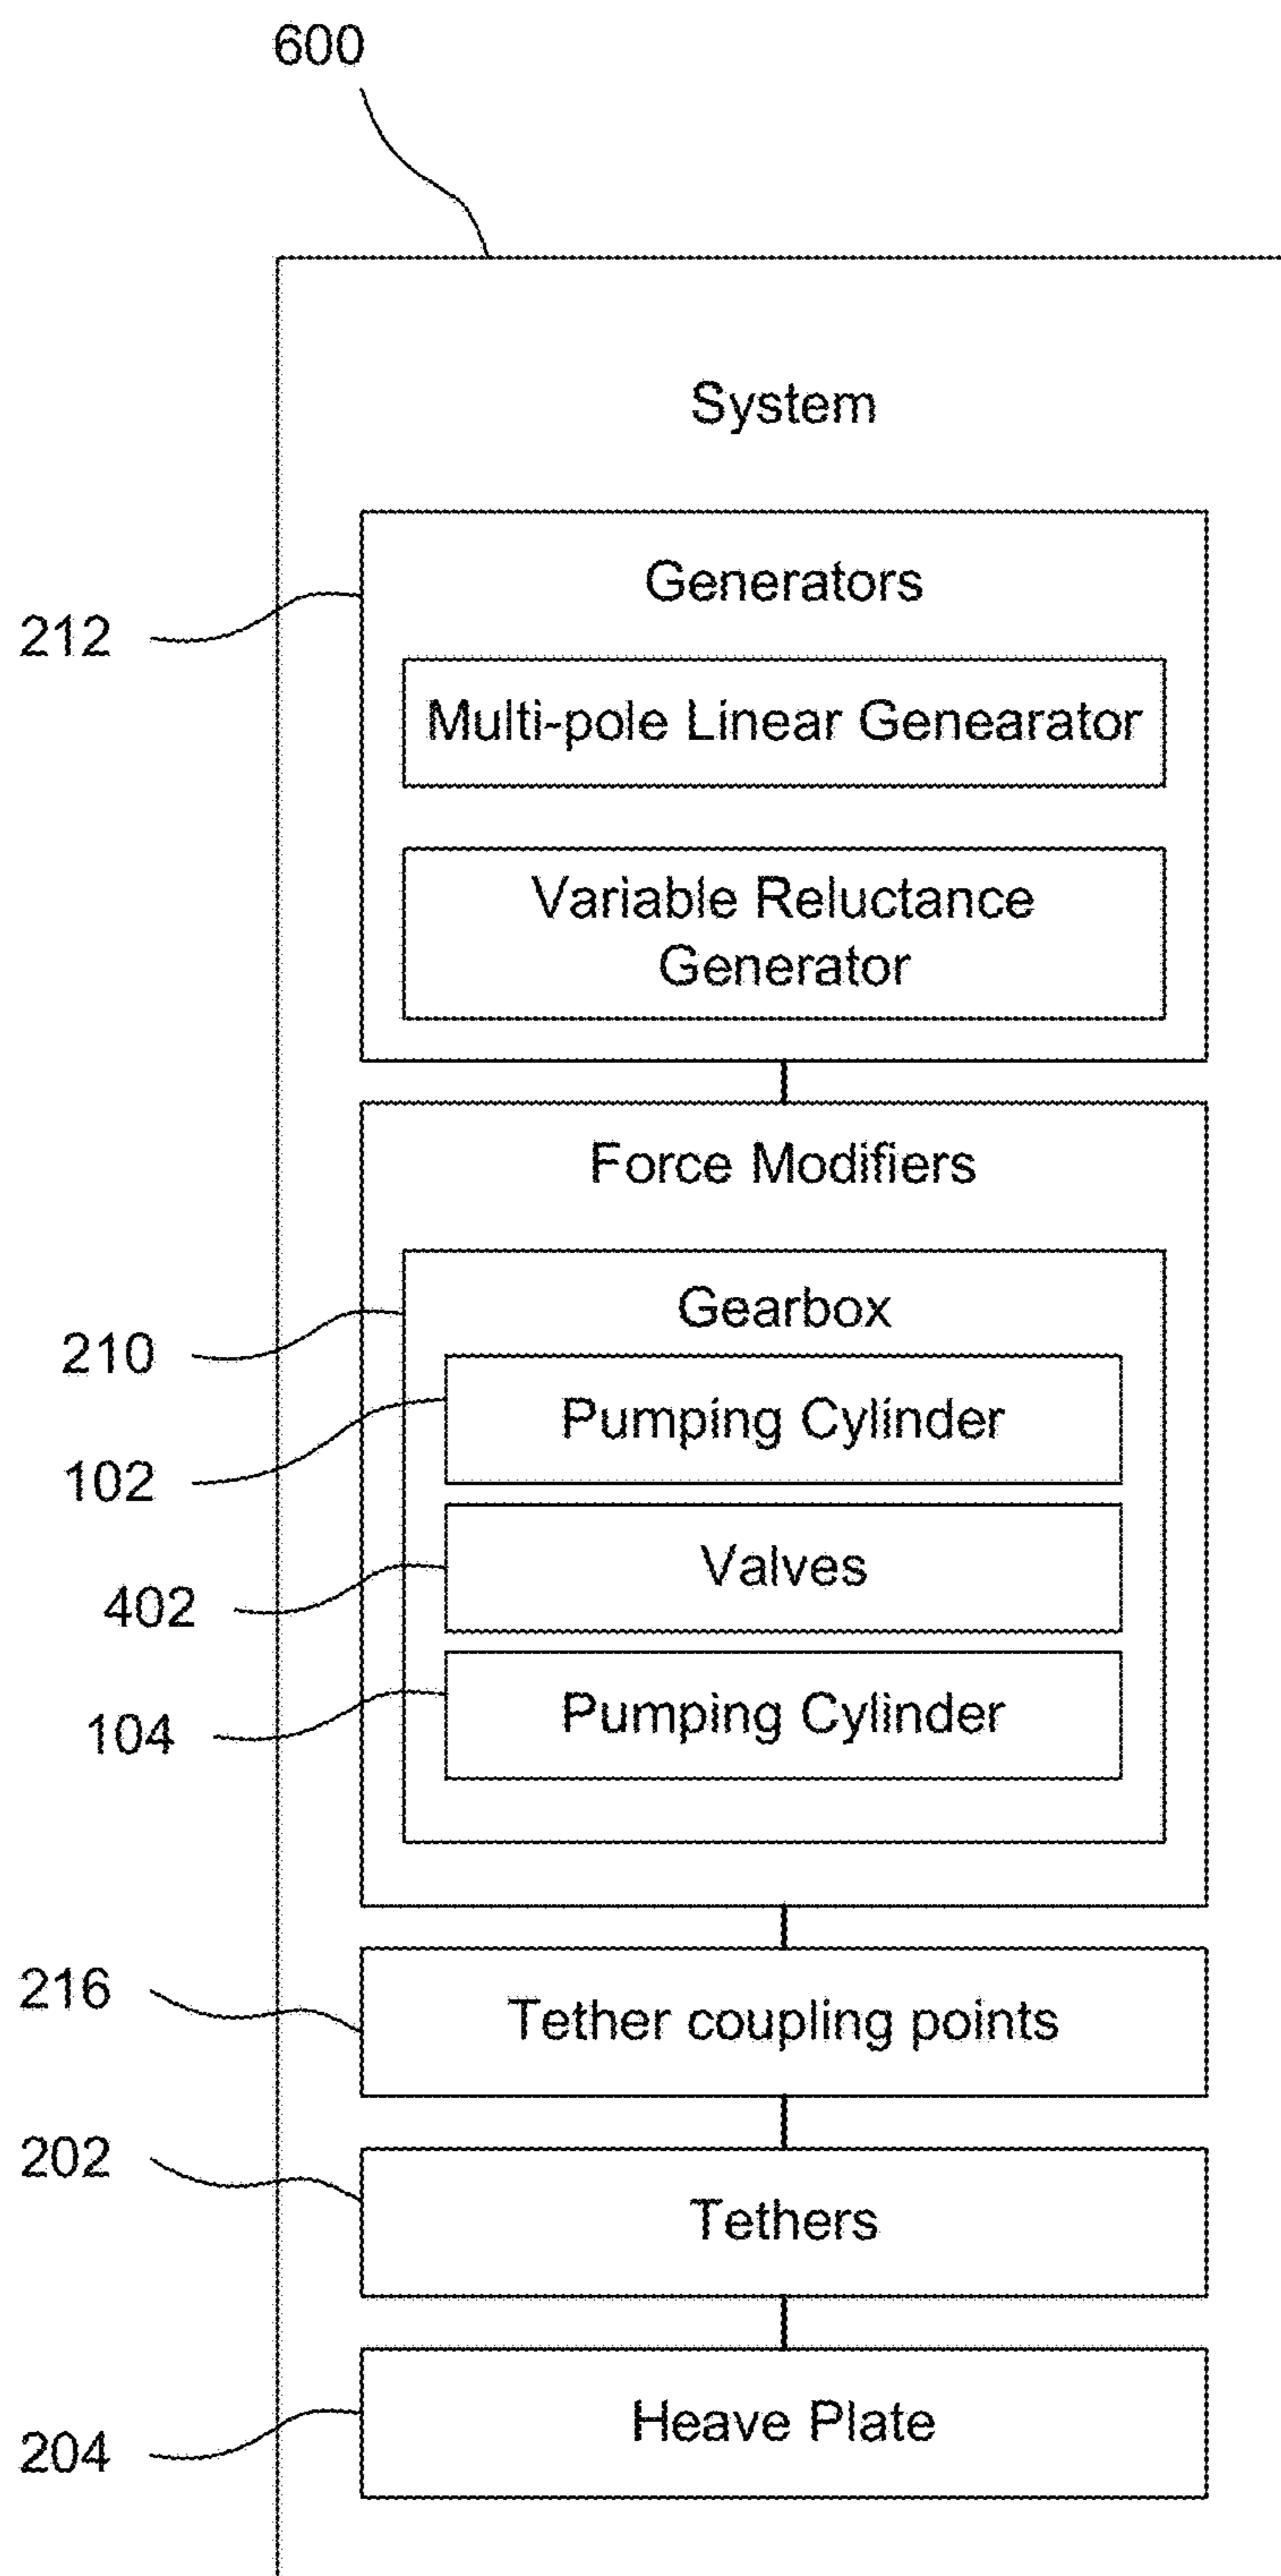 600
System
Generators
212
Multi-pole Linear Genearator
Variable Reluctance
Generator
Force Modifiers
Gearbox
210
Pumping Cylinder
102
Valves
402
Pumping Cylinder
104
Tether coupling points
216
Tethers
202
Heave Plate
204